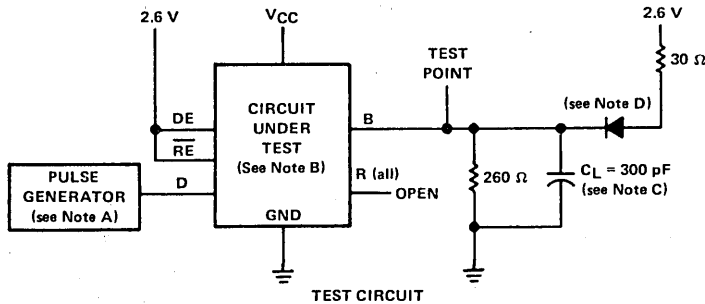 2.6 V
VCC
2.6 V
TEST
POINT
30 Ω
(see Note D)
DE
RE
CIRCUIT
UNDER
TEST
(See Note B)
B
PULSE
GENERATOR
(see Note A)
D
R (all)
OPEN
260 Ω
CL = 300 pF
(see Note C)
GND
TEST CIRCUIT